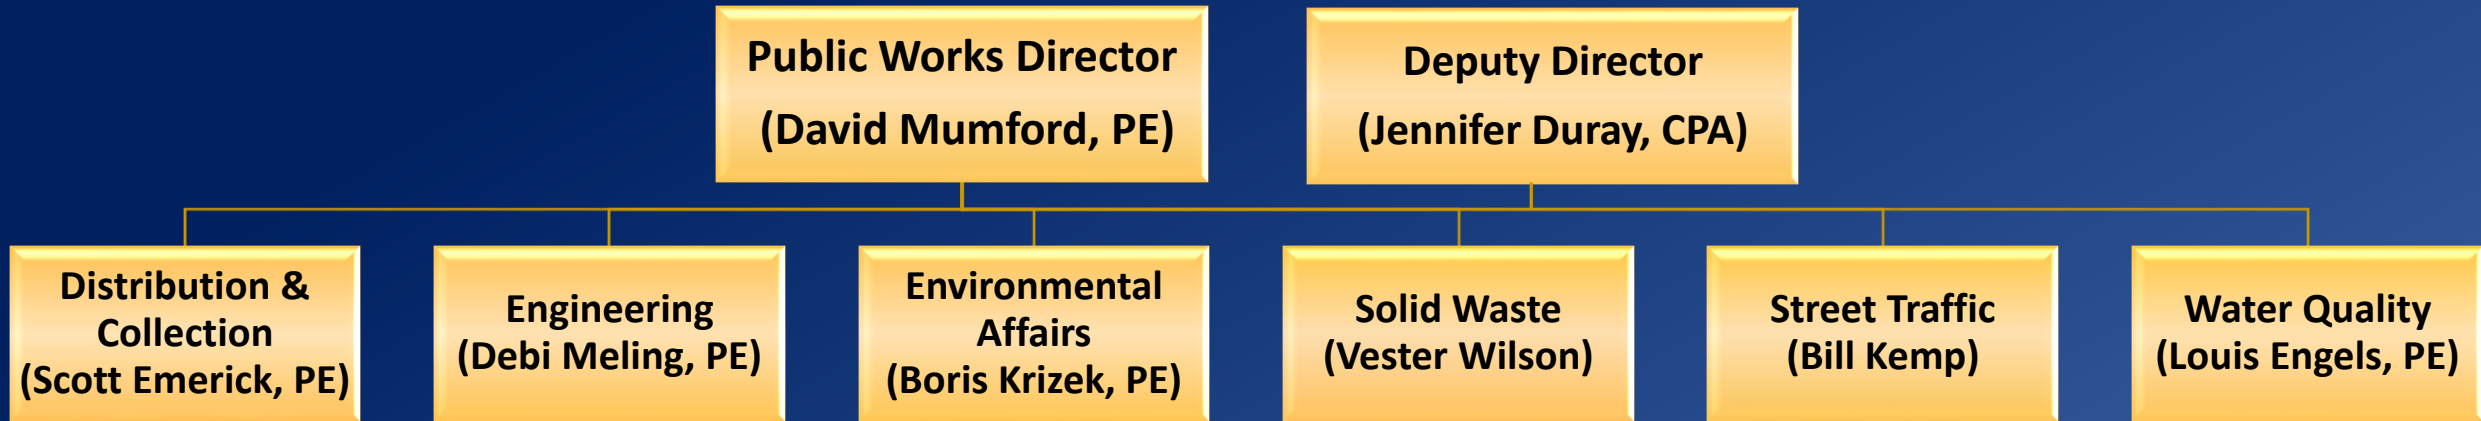 Public Works Director
(David Mumford, PE)
Deputy Director
(Jennifer Duray, CPA)
Distribution &
Collection
(Scott Emerick, PE)
Engineering
(Debi Meling, PE)
Environmental
Affairs
(Boris Krizek, PE)
Solid Waste
(Vester Wilson)
Street Traffic
(Bill Kemp)
Water Quality
(Louis Engels, PE)